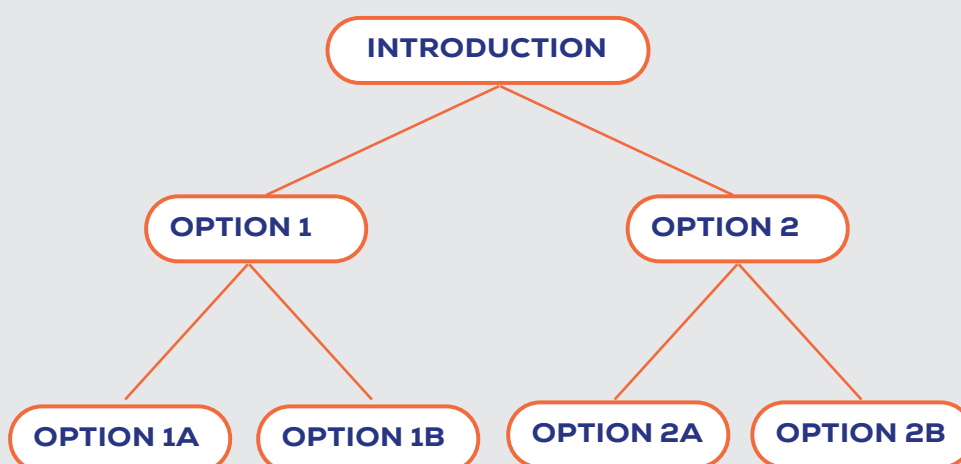 INTRODUCTION
OPTION 1
OPTION 2
OPTION 1A
OPTION 1B
OPTION 2A
OPTION 2B